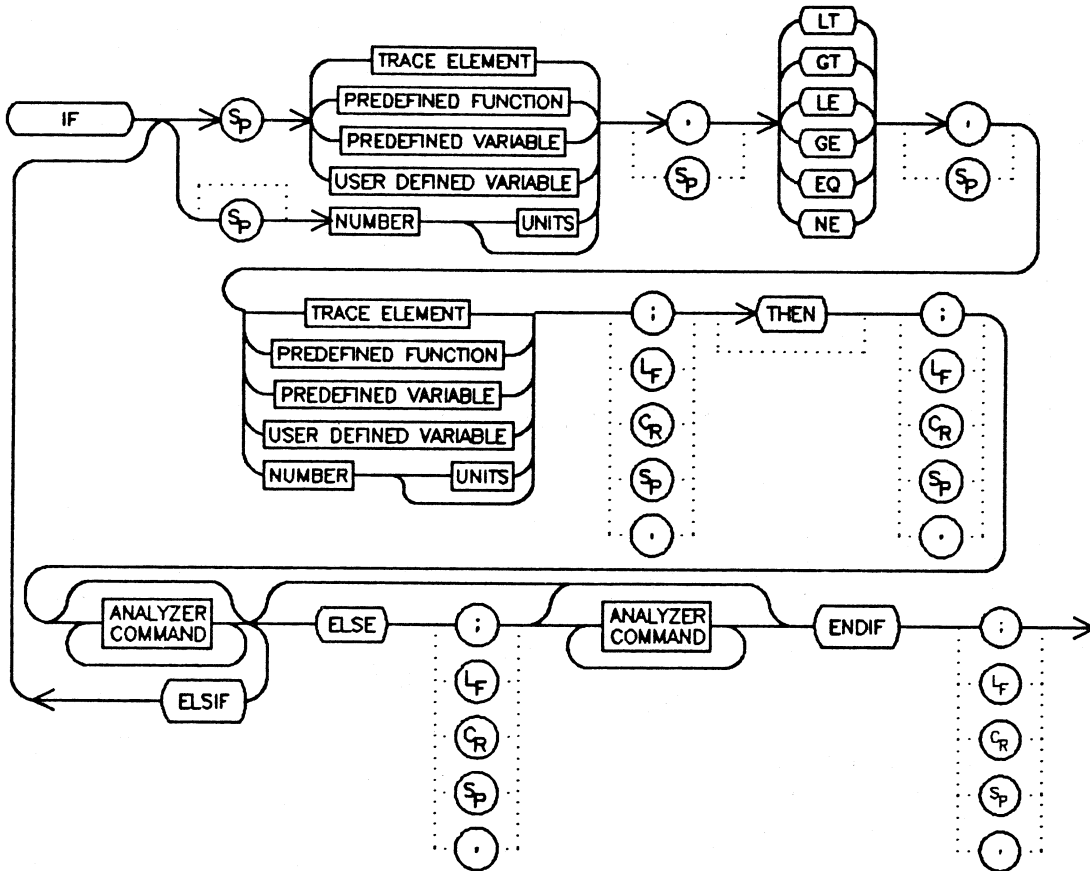 LT
TRACE ELEMENT
GT
PREDEFINED FUNCTION
IF
SP
,
LE
,
PREDEFINED VARIABLE
GE
SP
SP
USER DEFINED VARIABLE
EQ
SP
NUMBER
UNITS
NE
TRACE ELEMENT
;
THEN
;
PREDEFINED FUNCTION
LF
LF
PREDEFINED VARIABLE
CR
CR
USER DEFINED VARIABLE
NUMBER
UNITS
SP
SP
,
,
ANALYZER
COMMAND
ELSE
;
ANALYZER
COMMAND
ENDIF
;
ELSIF
LF
LF
CR
CR
SP
SP
,
,